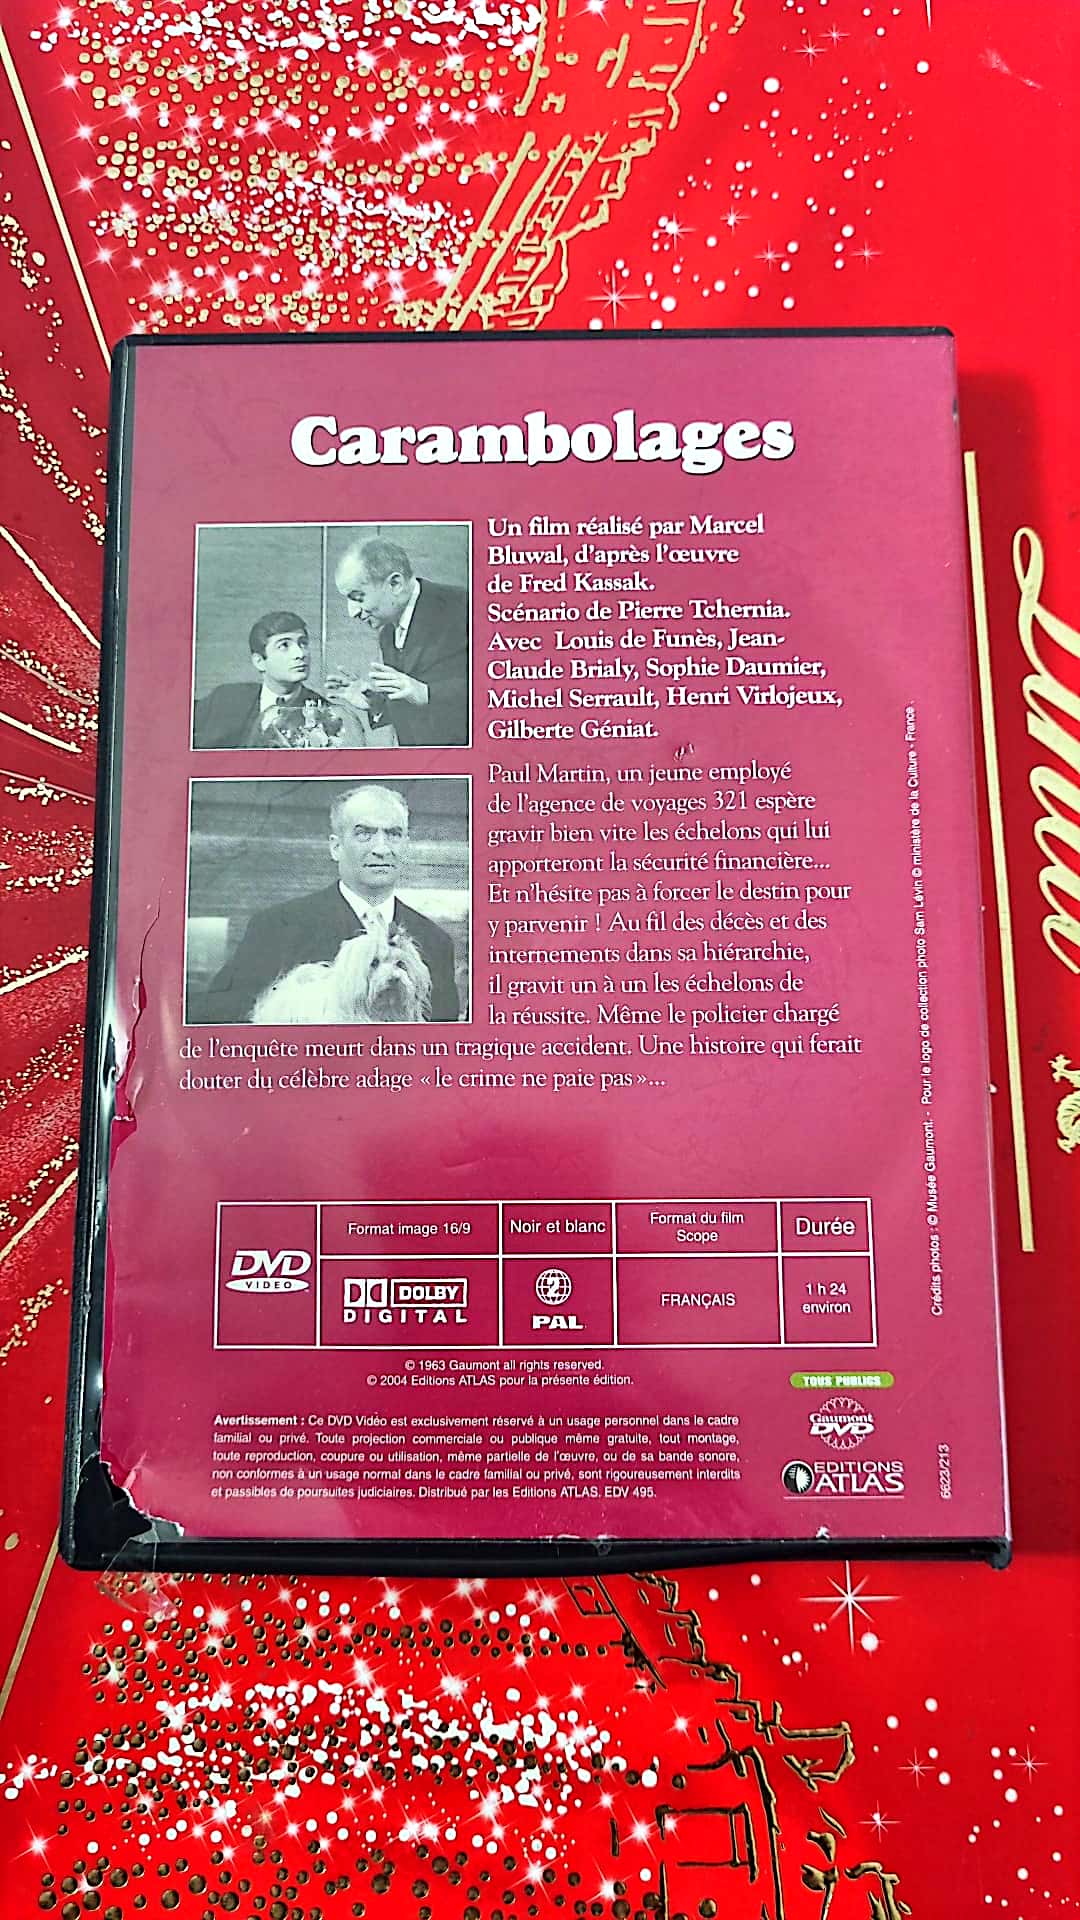 Carambolages
Un film réalisé par Marcel
Bluwal, d'après l'œuvre
de Fred Kassak.
Scénario de Pierre Tchernia.
Avec Louis de Funès, Jean-
Claude Brialy, Sophie Daumier,
Michel Serrault, Henri Virlojeux,
Gilberte Géniat.
Paul Martin, un jeune employé
de l'agence de voyages 321 espère
gravir bien vite les échelons qui lui
apporteront la sécurité financière...
Et n'hésite pas à forcer le destin pour
y parvenir ! Au fil des décès et des
internements dans sa hiérarchie,
il gravit un à un les échelons de
la réussite. Même le policier chargé
de l'enquête meurt dans un tragique accident. Une histoire qui ferait
douter du célèbre adage « le crime ne paie pas »...
Crédits photos : © Musée Gaumont. - Pour le logo de collection photo Sam Lévin © ministère de la Culture - France.
DVD
VIDEO
Format image 16/9
Noir et blanc
Format du film
Scope
Durée
DOLBY
DIGITAL
2
PAL
FRANÇAIS
1 h 24
environ
© 1963 Gaumont all rights reserved.
© 2004 Editions ATLAS pour la présente édition.
TOUS PUBLICS
Gaumont
DVD
Avertissement : Ce DVD Vidéo est exclusivement réservé à un usage personnel dans le cadre
familial ou privé. Toute projection commerciale ou publique même gratuite, tout montage,
toute reproduction, coupure ou utilisation, même partielle de l'œuvre, ou de sa bande sonore,
non conformes à un usage normal dans le cadre familial ou privé, sont rigoureusement interdits
et passibles de poursuites judiciaires. Distribué par les Editions ATLAS. EDV 495.
EDITIONS
ATLAS
6623/213